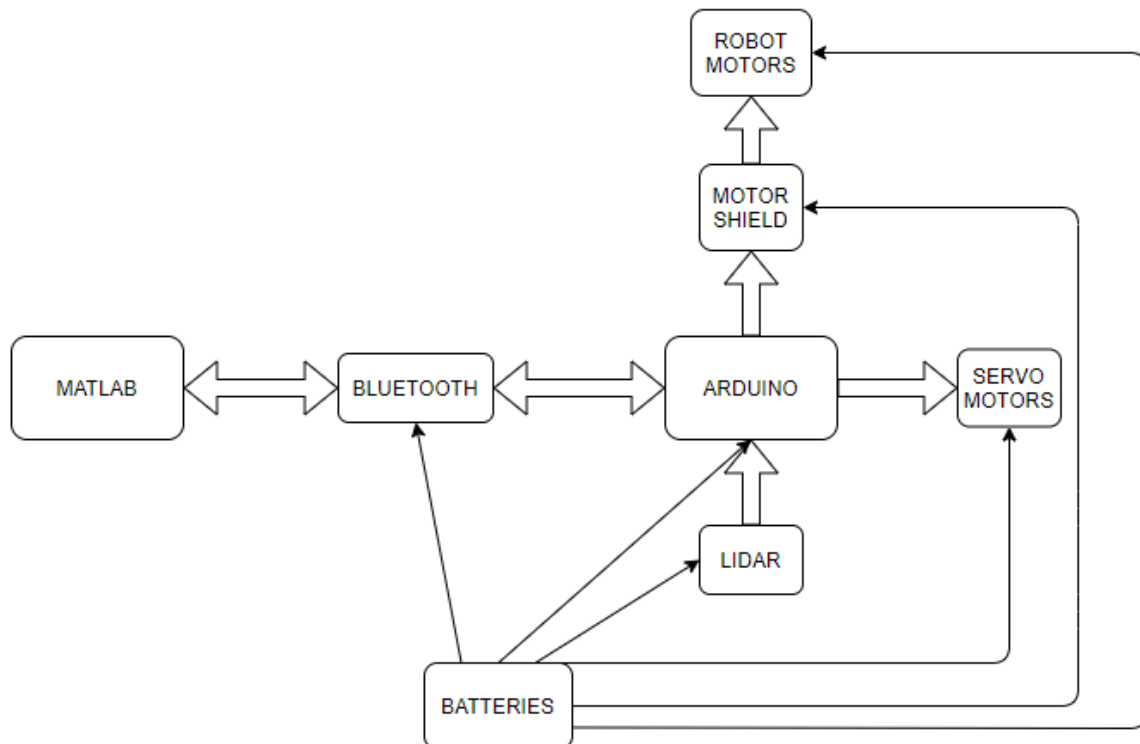 ROBOT
MOTORS
MOTOR
SHIELD
MATLAB
BLUETOOTH
ARDUINO
SERVO
MOTORS
LIDAR
BATTERIES